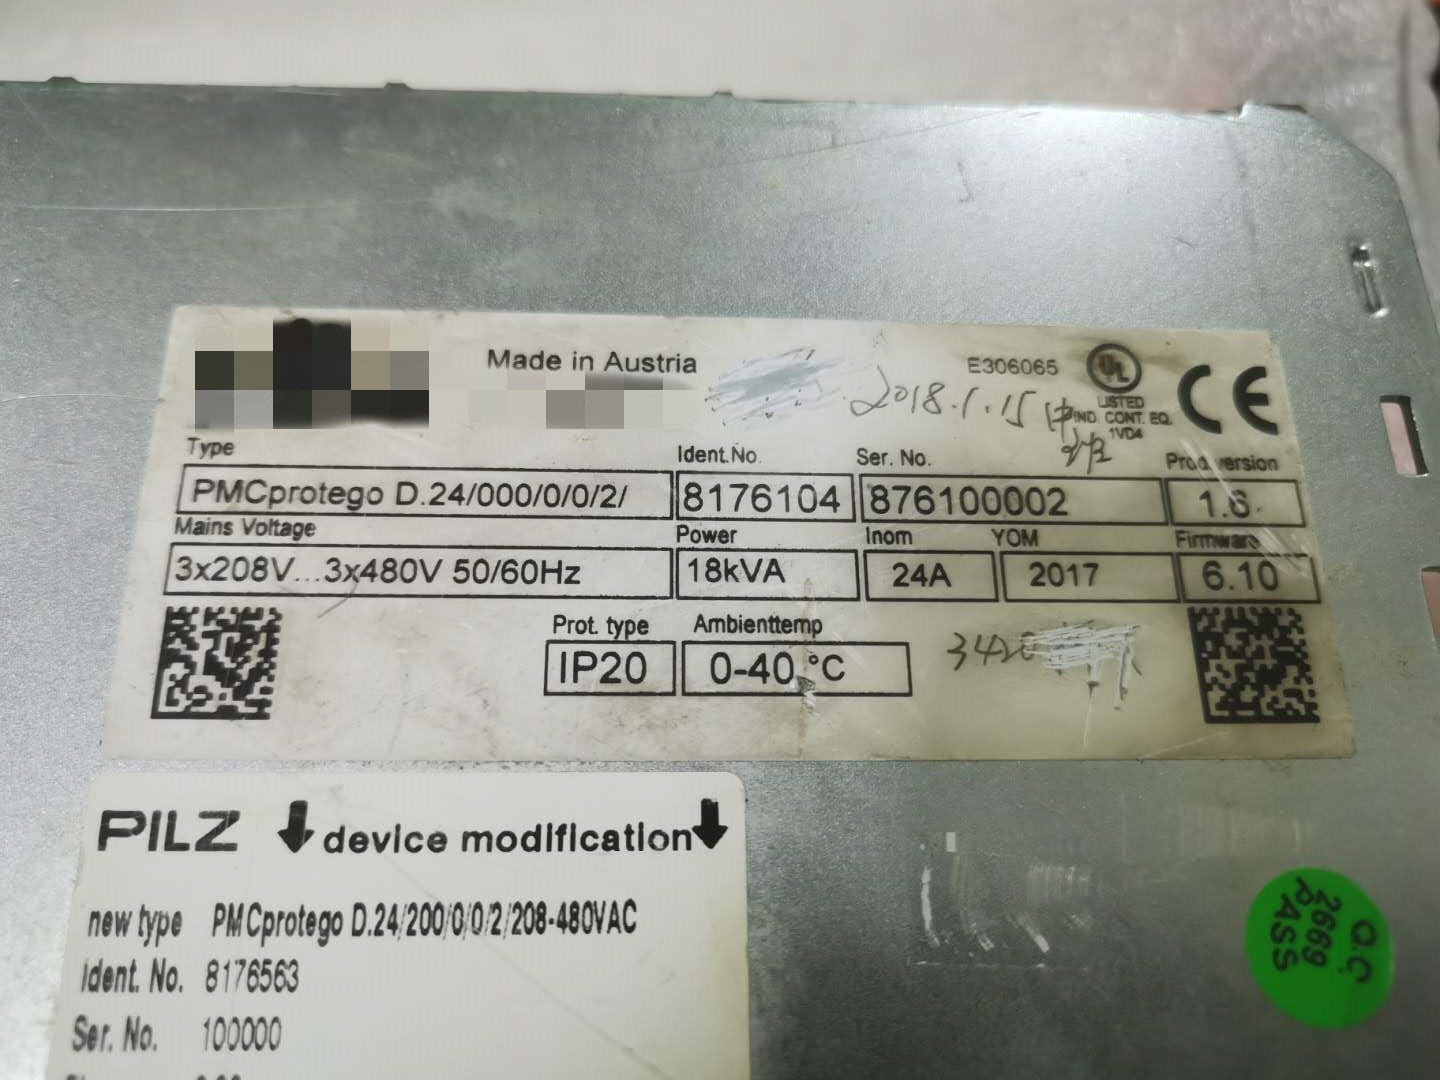 Made in Austria
E306065
UL
LISTED
IND. CONT. EQ.
1VD4
CE
2018.1.15
Type
Ident.No.
Ser. No.
Prod.version
PMCprotego D.24/000/0/0/2/
8176104
876100002
1.6
Mains Voltage
Power
Inom
YOM
Firmware
3x208V...3x480V 50/60Hz
18kVA
24A
2017
6.10
Prot. type
Ambienttemp
IP20
0-40 °C
3420
PILZ
device modification
new type PMCprotego D.24/200/0/0/2/208-480VAC
Ident. No. 8176563
Ser. No. 100000
Q.C
2669
PASS